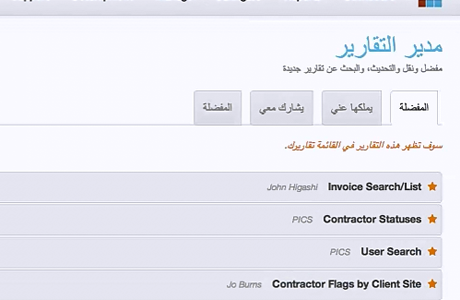 مدير التقارير
مفضل ونقل والتحديث، والبحث عن تقارير جديدة
المفضلة
يملكها عني
يشارك معي
المفضلة
سوف تظهر هذه التقارير في القائمة تقاريرك.
Invoice Search/List John Higashi
Contractor Statuses PICS
User Search PICS
Contractor Flags by Client Site Jo Burns